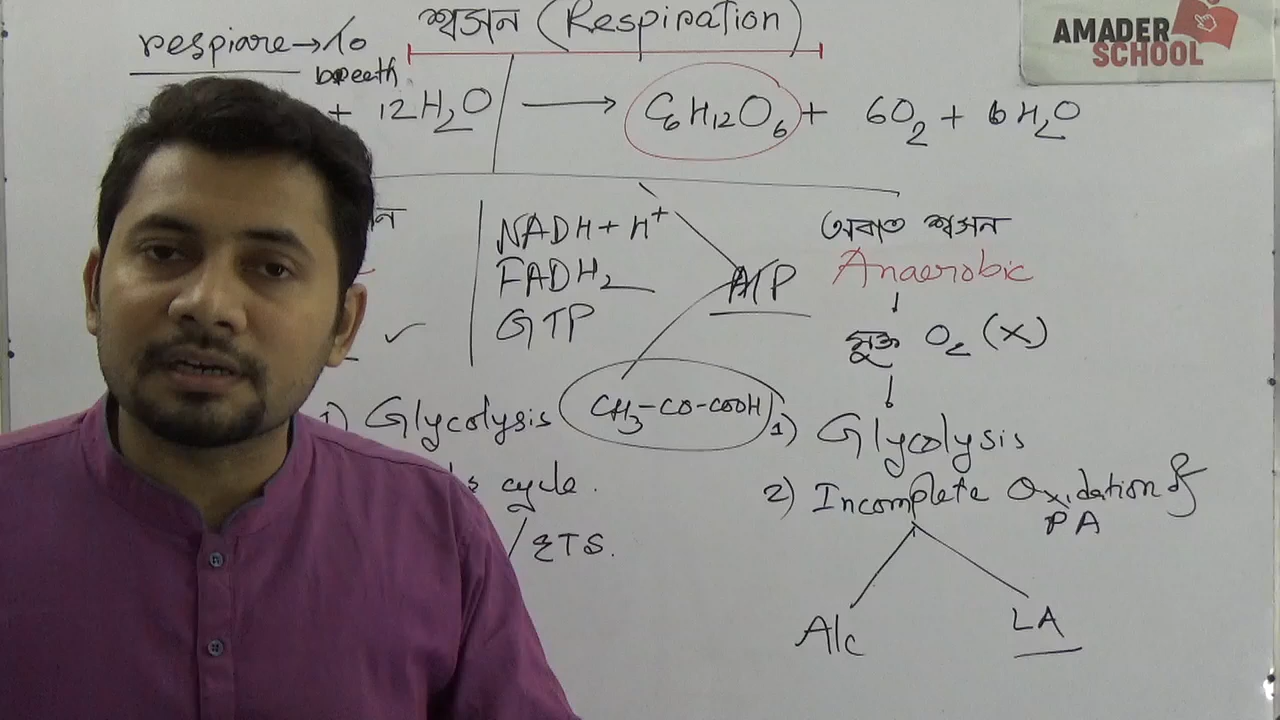 শ্বসন (Respiration)
respiare → To
breath
+ 12H₂O → C₆H₁₂O₆ + 6O₂ + 6H₂O
AMADER
SCHOOL
NADH + H⁺
FADH₂
GTP
ATP
অবাত শ্বসন
Anaerobic
↓
মুক্ত O₂ (X)
↓
1) Glycolysis
cycle.
/ ETS.
CH₃-CO-COOH
1) Glycolysis
2) Incomplete Oxidation of
PA
Alc
LA